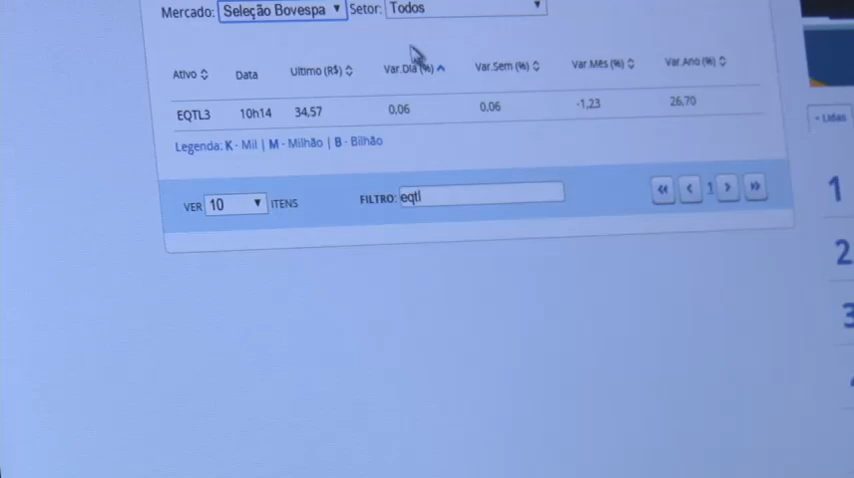 Mercado: Seleção Bovespa Setor: Todos
Ativo Data Ultimo (R$) Var.Dia (%) Var.Sem (%) Var.Mês (%) Var.Ano (%)
EQTL3 10h14 34,57 0,06 0,06 -1,23 26,70
Legenda: K - Mil | M - Milhão | B - Bilhão
VER 10 ITENS FILTRO: eqtl « ‹ 1 › »
+ Lidas
1
2
3